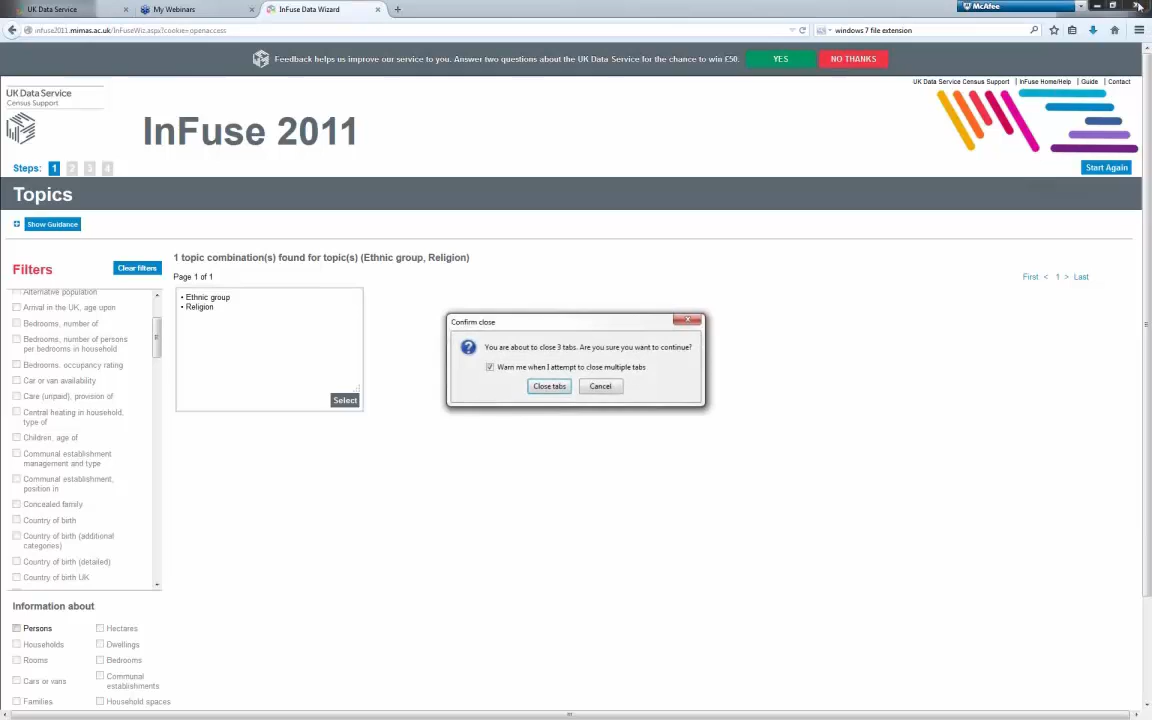 UK Data Service
My Webinars
InFuse Data Wizard
McAfee
infuse2011.mimas.ac.uk/InFuseWiz.aspx?cookie=openaccess
windows 7 file extension
Feedback helps us improve our service to you. Answer two questions about the UK Data Service for the chance to win £50.
YES
NO THANKS
UK Data Service Census Support | InFuse Home/Help | Guide | Contact
UK Data Service
Census Support
InFuse 2011
Steps: 1 2 3 4
Start Again
Topics
Show Guidance
Filters
Clear filters
1 topic combination(s) found for topic(s) (Ethnic group, Religion)
Page 1 of 1
First < 1 > Last
• Ethnic group
• Religion
Select
Alternative population
Arrival in the UK, age upon
Bedrooms, number of
Bedrooms, number of persons
per bedrooms in household
Bedrooms, occupancy rating
Car or van availability
Care (unpaid), provision of
Central heating in household,
type of
Children, age of
Communal establishment
management and type
Communal establishment,
position in
Concealed family
Country of birth
Country of birth (additional
categories)
Country of birth (detailed)
Country of birth UK
Confirm close
You are about to close 3 tabs. Are you sure you want to continue?
Warn me when I attempt to close multiple tabs
Close tabs
Cancel
Information about
Persons
Hectares
Households
Dwellings
Rooms
Bedrooms
Cars or vans
Communal
establishments
Families
Household spaces